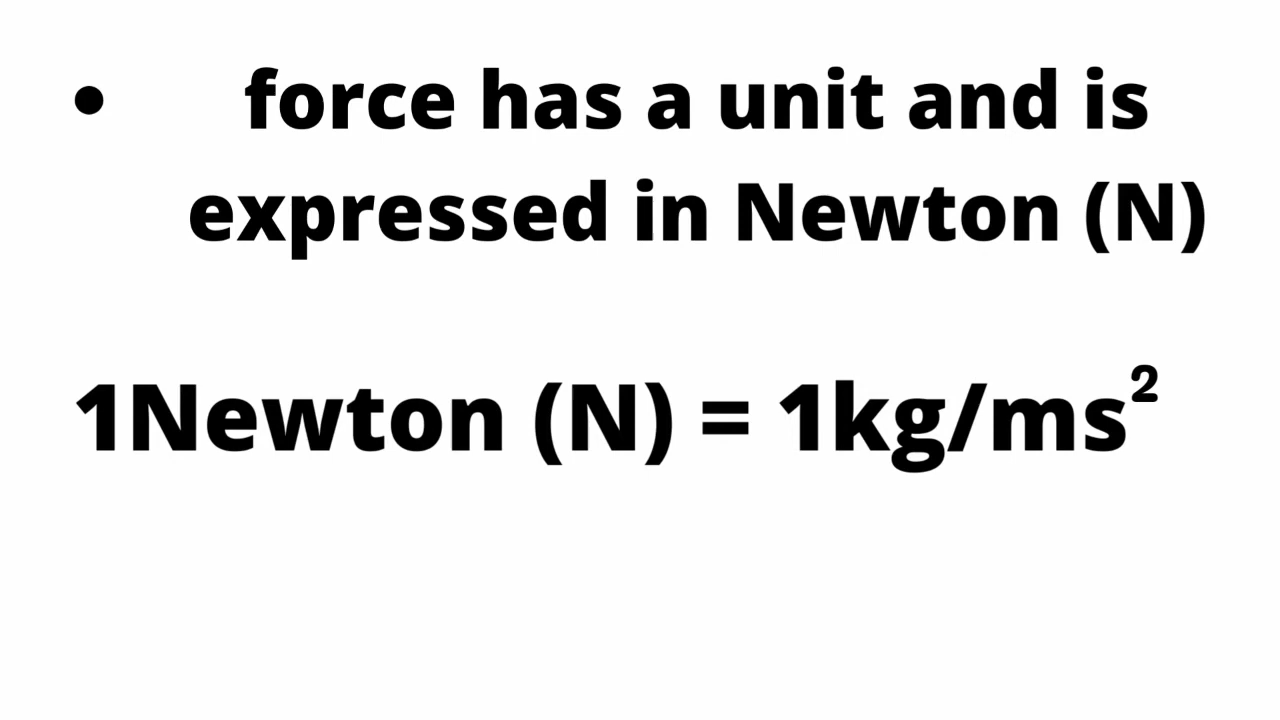 • force has a unit and is
expressed in Newton (N)
1Newton (N) = 1kg/ms²